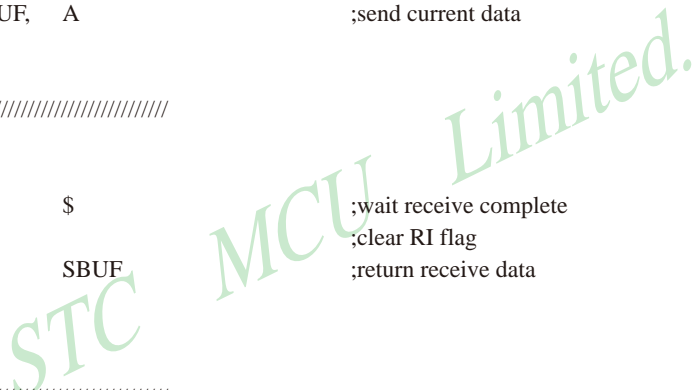 UF, A ;send current data
//////////////////////////
$ ;wait receive complete
;clear RI flag
SBUF ;return receive data
STC MCU Limited.